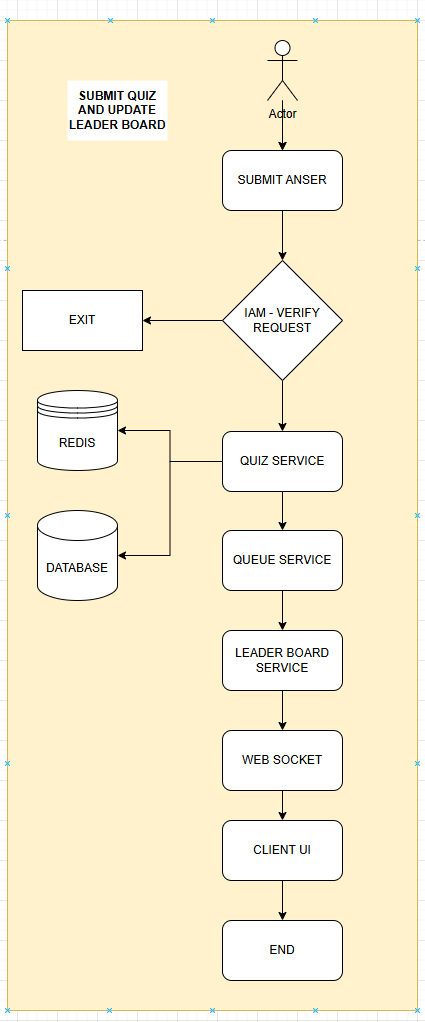 SUBMIT QUIZ
AND UPDATE
LEADER BOARD
Actor
SUBMIT ANSER
IAM - VERIFY
REQUEST
EXIT
REDIS
QUIZ SERVICE
DATABASE
QUEUE SERVICE
LEADER BOARD
SERVICE
WEB SOCKET
CLIENT UI
END